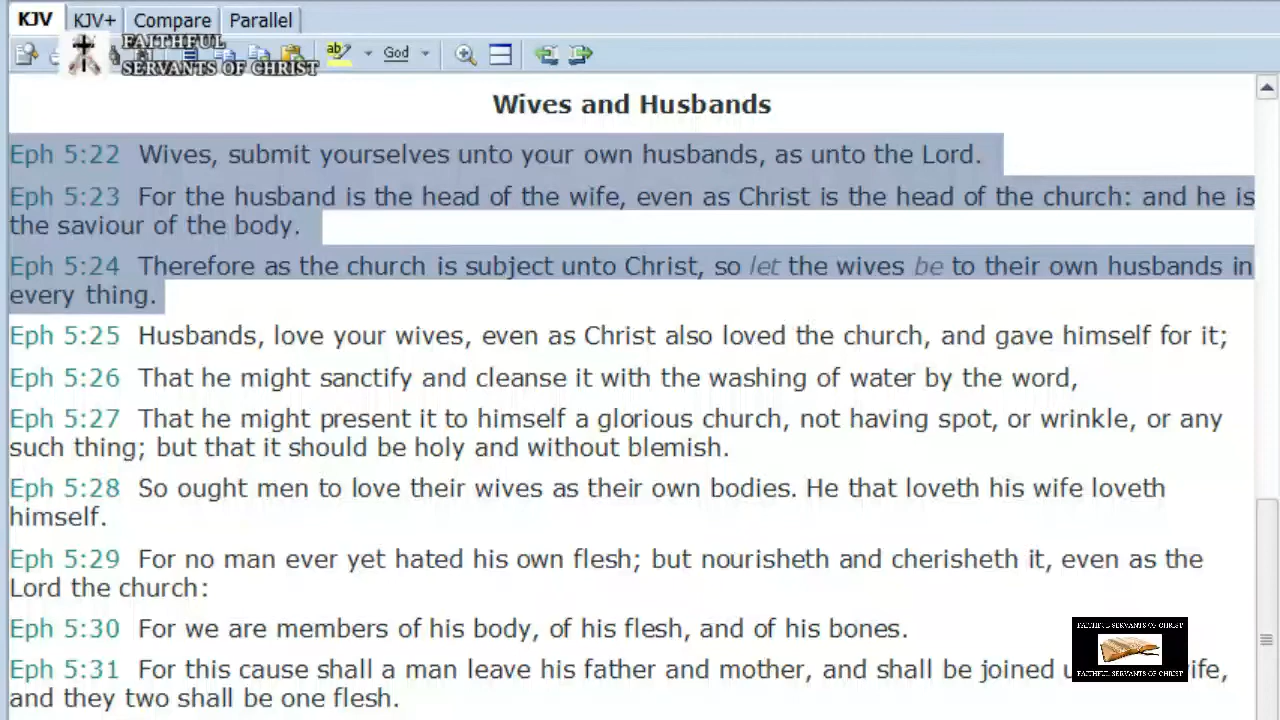 KJV KJV+ Compare Parallel
FAITHFUL
SERVANTS OF CHRIST
ab God
Wives and Husbands
Eph 5:22 Wives, submit yourselves unto your own husbands, as unto the Lord.
Eph 5:23 For the husband is the head of the wife, even as Christ is the head of the church: and he is
the saviour of the body.
Eph 5:24 Therefore as the church is subject unto Christ, so let the wives be to their own husbands in
every thing.
Eph 5:25 Husbands, love your wives, even as Christ also loved the church, and gave himself for it;
Eph 5:26 That he might sanctify and cleanse it with the washing of water by the word,
Eph 5:27 That he might present it to himself a glorious church, not having spot, or wrinkle, or any
such thing; but that it should be holy and without blemish.
Eph 5:28 So ought men to love their wives as their own bodies. He that loveth his wife loveth
himself.
Eph 5:29 For no man ever yet hated his own flesh; but nourisheth and cherisheth it, even as the
Lord the church:
Eph 5:30 For we are members of his body, of his flesh, and of his bones.
FAITHFUL SERVANTS OF CHRIST
Eph 5:31 For this cause shall a man leave his father and mother, and shall be joined
FAITHFUL SERVANTS OF CHRIST
and they two shall be one flesh.